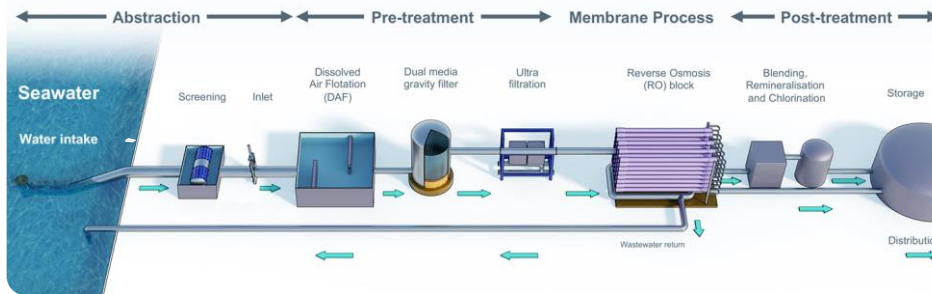 Abstraction
Pre-treatment
Membrane Process
Post-treatment
Seawater
Water intake
Screening
Inlet
Dissolved
Air Flotation
(DAF)
Dual media
gravity filter
Ultra
filtration
Reverse Osmosis
(RO) block
Blending,
Remineralisation
and Chlorination
Storage
Wastewater return
Distributio